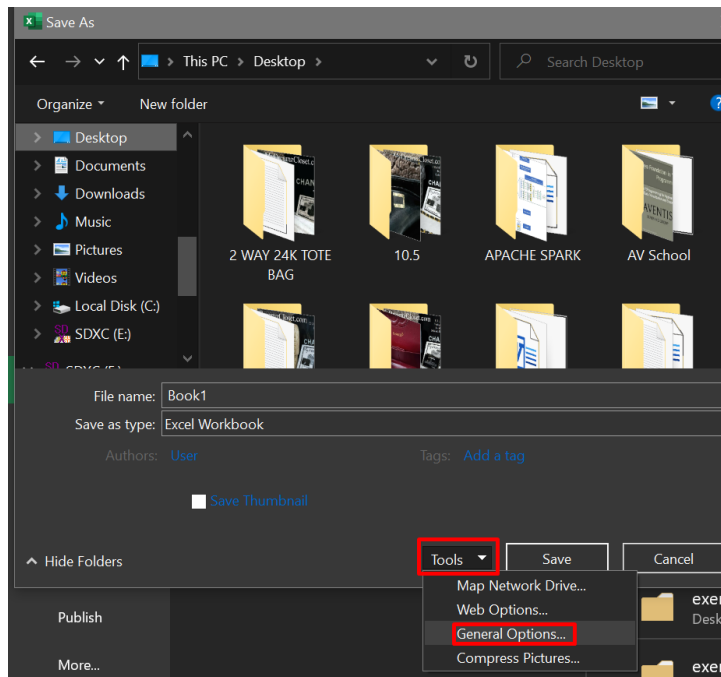 Save As
This PC > Desktop >
Search Desktop
Organize
New folder
Desktop
Documents
Downloads
Music
Pictures
Videos
Local Disk (C:)
SDXC (E:)
2 WAY 24K TOTE
BAG
10.5
APACHE SPARK
AV School
AVENTIS
File name: Book1
Save as type: Excel Workbook
Authors: User
Tags: Add a tag
Save Thumbnail
Hide Folders
Tools
Save
Cancel
Map Network Drive...
Web Options...
General Options...
Compress Pictures...
Publish
More...